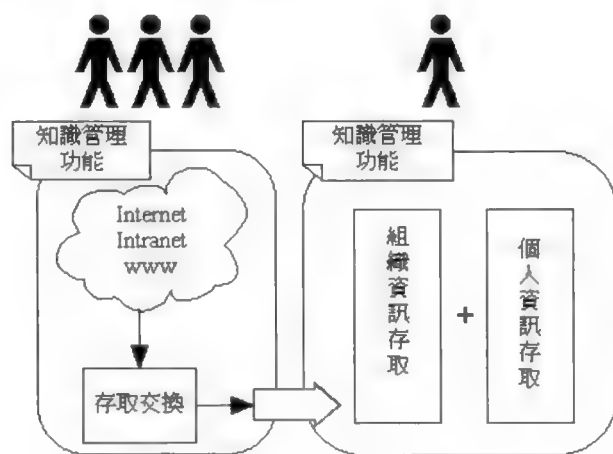 知識管理
功能
Internet
Intranet
www
存取交換
知識管理
功能
組織資訊存取
+
個人資訊存取